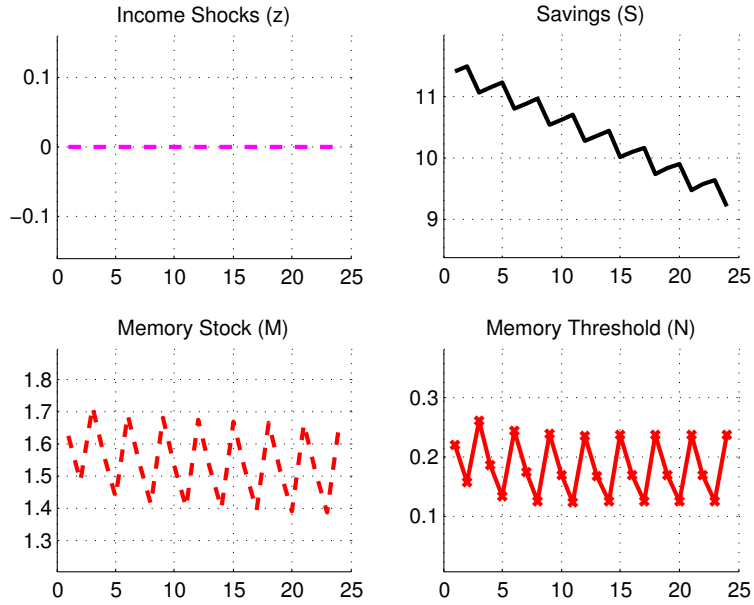 Income Shocks (z)
0.1
0
−0.1
0 5 10 15 20 25
Savings (S)
11
10
9
0 5 10 15 20 25
Memory Stock (M)
1.8
1.7
1.6
1.5
1.4
1.3
0 5 10 15 20 25
Memory Threshold (N)
0.3
0.2
0.1
0 5 10 15 20 25